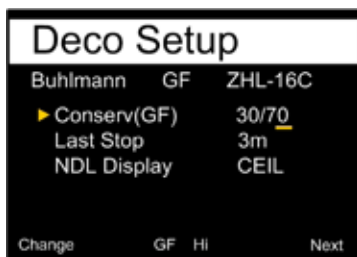 Deco Setup
Buhlmann GF ZHL-16C
Conserv(GF) 30/70
Last Stop 3m
NDL Display CEIL
Change GF Hi Next